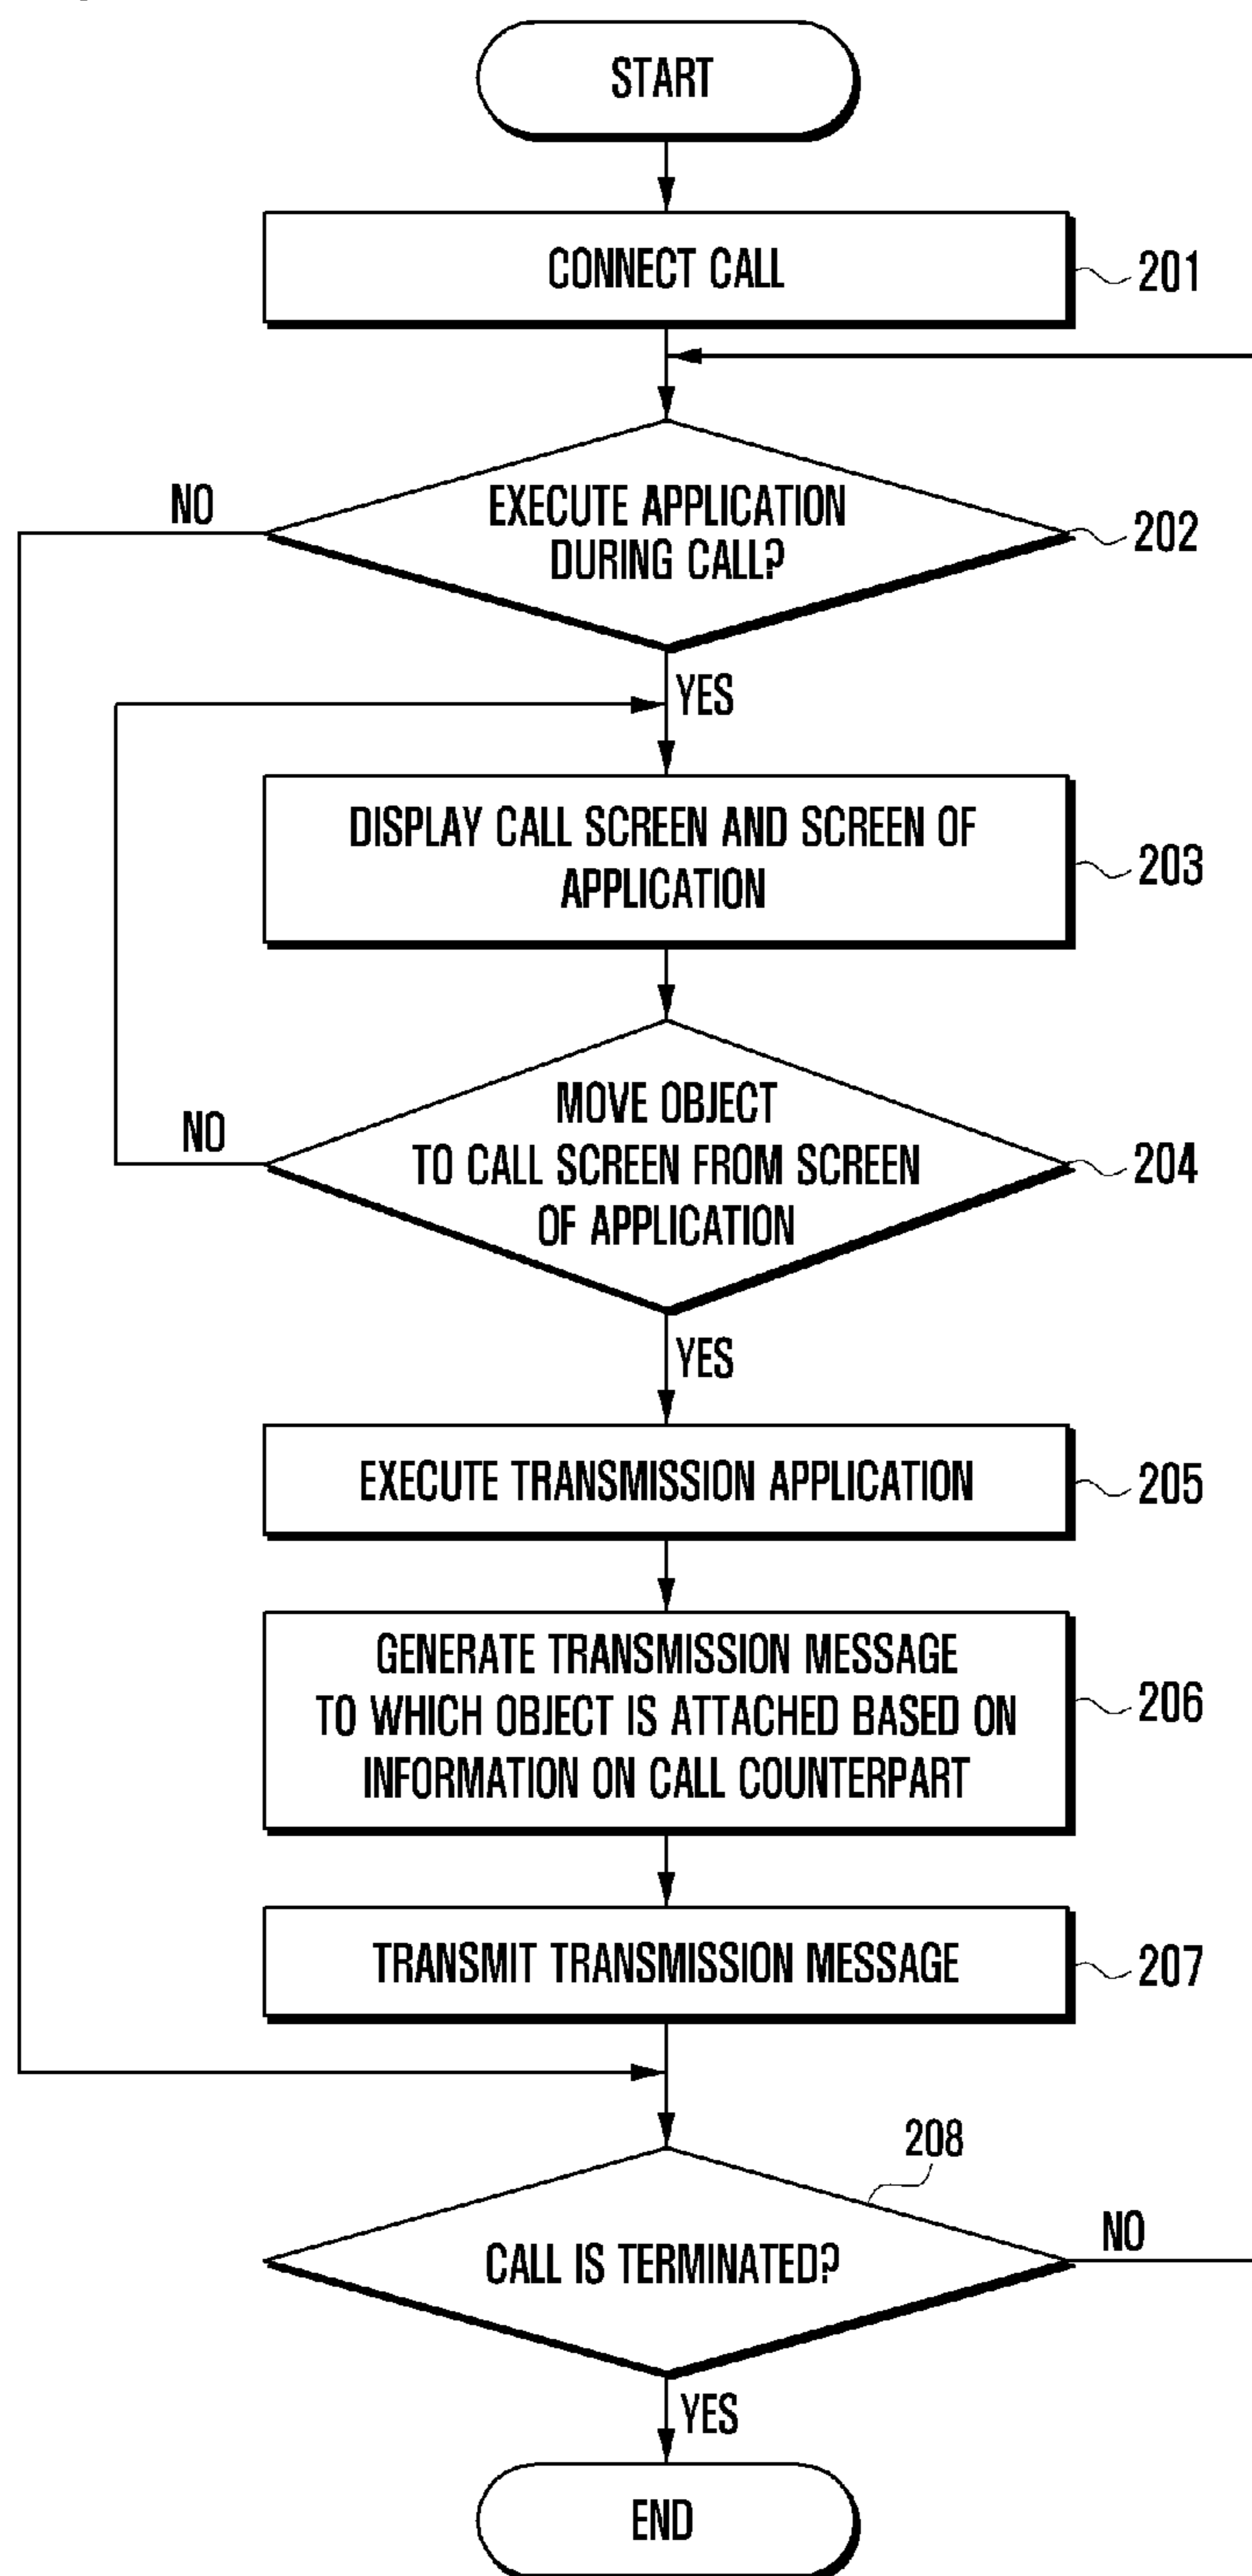 START
CONNECT CALL
201
EXECUTE APPLICATION
DURING CALL?
202
NO
YES
DISPLAY CALL SCREEN AND SCREEN OF
APPLICATION
203
MOVE OBJECT
TO CALL SCREEN FROM SCREEN
OF APPLICATION
204
NO
YES
EXECUTE TRANSMISSION APPLICATION
205
GENERATE TRANSMISSION MESSAGE
TO WHICH OBJECT IS ATTACHED BASED ON
INFORMATION ON CALL COUNTERPART
206
TRANSMIT TRANSMISSION MESSAGE
207
208
CALL IS TERMINATED?
NO
YES
END